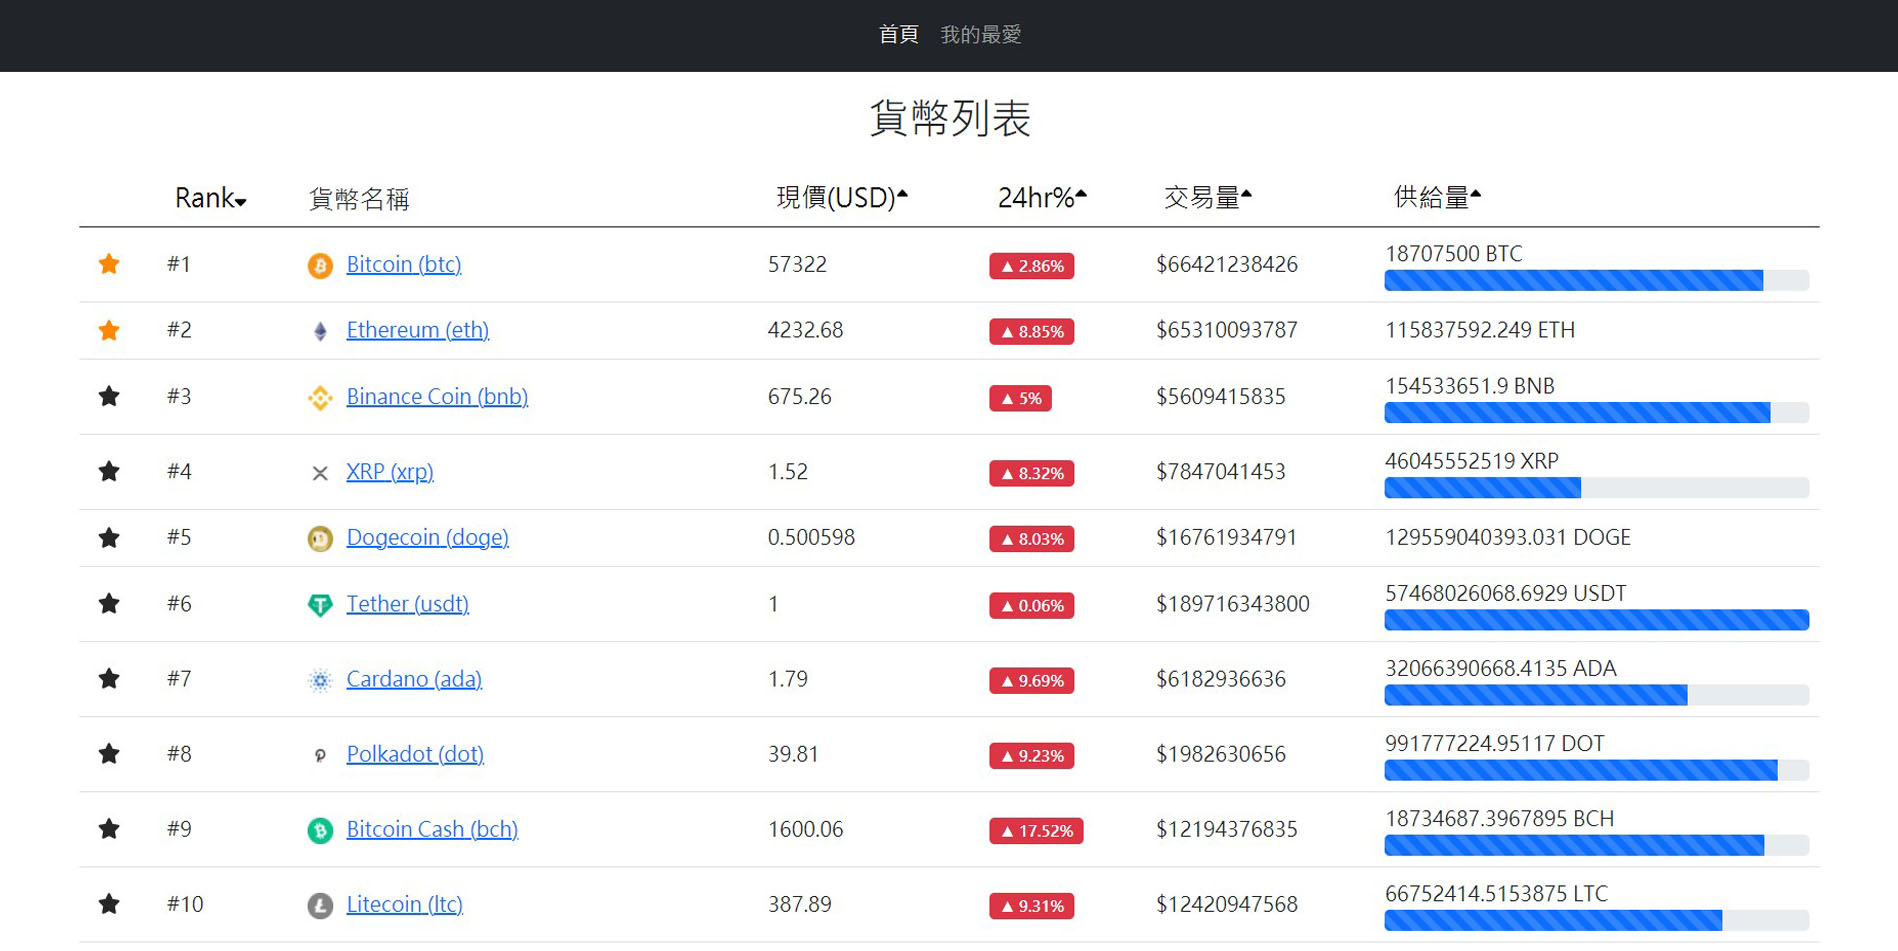 首頁 我的最愛
貨幣列表
Rank 貨幣名稱 現價(USD) 24hr% 交易量 供給量
#1 Bitcoin (btc) 57322 ▲ 2.86% $66421238426 18707500 BTC
#2 Ethereum (eth) 4232.68 ▲ 8.85% $65310093787 115837592.249 ETH
#3 Binance Coin (bnb) 675.26 ▲ 5% $5609415835 154533651.9 BNB
#4 XRP (xrp) 1.52 ▲ 8.32% $7847041453 46045552519 XRP
#5 Dogecoin (doge) 0.500598 ▲ 8.03% $16761934791 129559040393.031 DOGE
#6 Tether (usdt) 1 ▲ 0.06% $189716343800 57468026068.6929 USDT
#7 Cardano (ada) 1.79 ▲ 9.69% $6182936636 32066390668.4135 ADA
#8 Polkadot (dot) 39.81 ▲ 9.23% $1982630656 991777224.95117 DOT
#9 Bitcoin Cash (bch) 1600.06 ▲ 17.52% $12194376835 18734687.3967895 BCH
#10 Litecoin (ltc) 387.89 ▲ 9.31% $12420947568 66752414.5153875 LTC